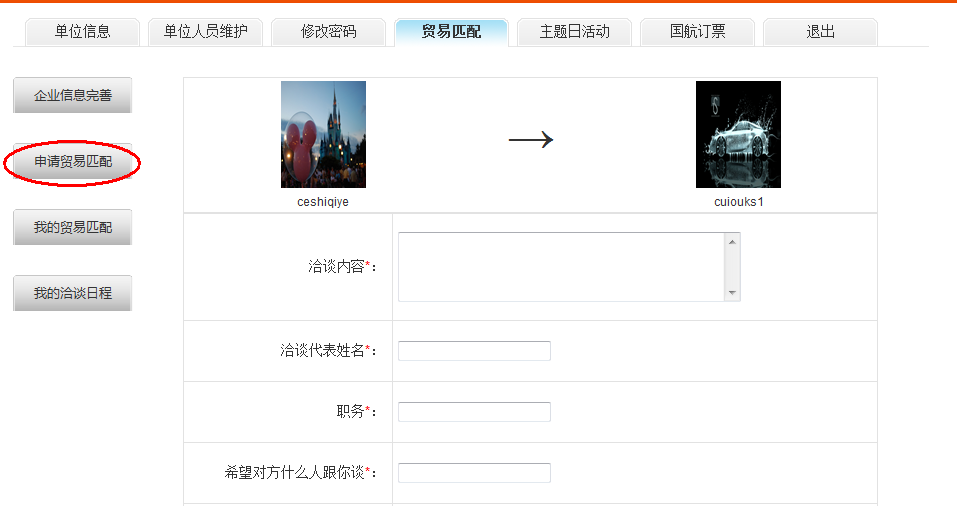 单位信息
单位人员维护
修改密码
贸易匹配
主题日活动
国航订票
退出
企业信息完善
申请贸易匹配
我的贸易匹配
我的洽谈日程
ceshiqiye
cuiouks1
洽谈内容*：
洽谈代表姓名*：
职务*：
希望对方什么人跟你谈*：